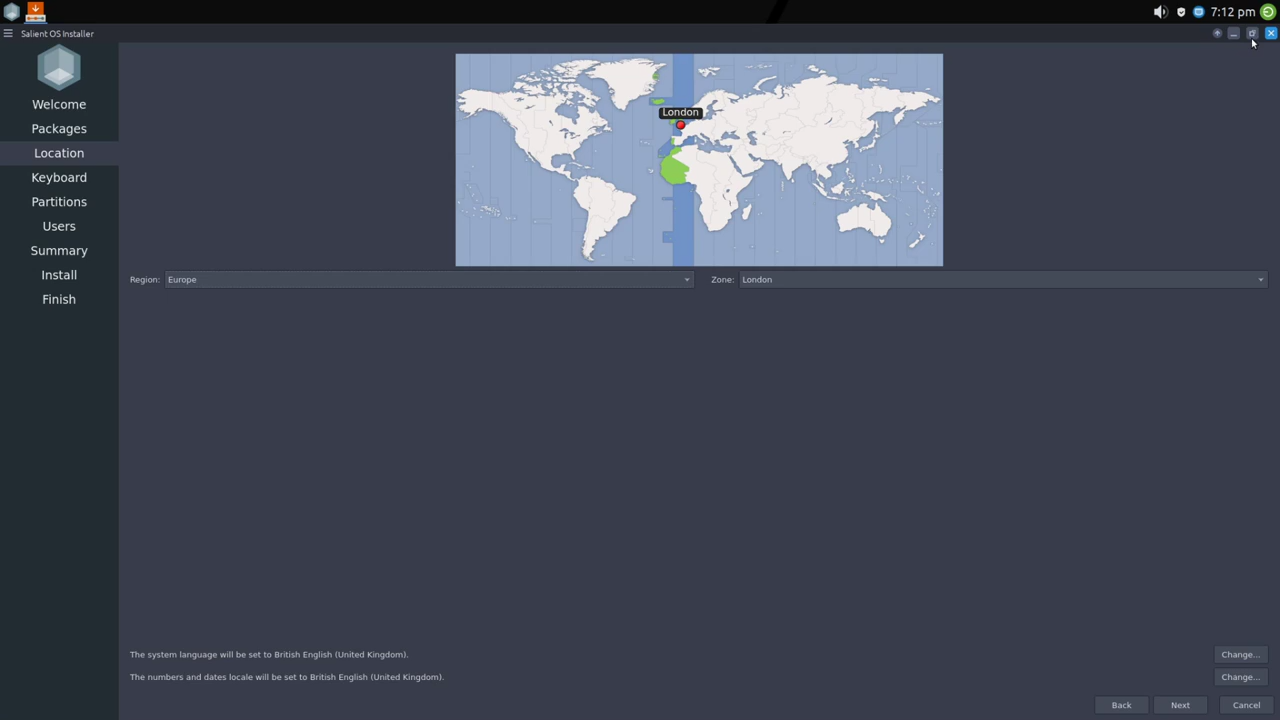 7:12 pm
Salient OS Installer
Welcome
Packages
Location
Keyboard
Partitions
Users
Summary
Install
Finish
London
Region: Europe
Zone: London
The system language will be set to British English (United Kingdom).
Change...
The numbers and dates locale will be set to British English (United Kingdom).
Change...
Back
Next
Cancel